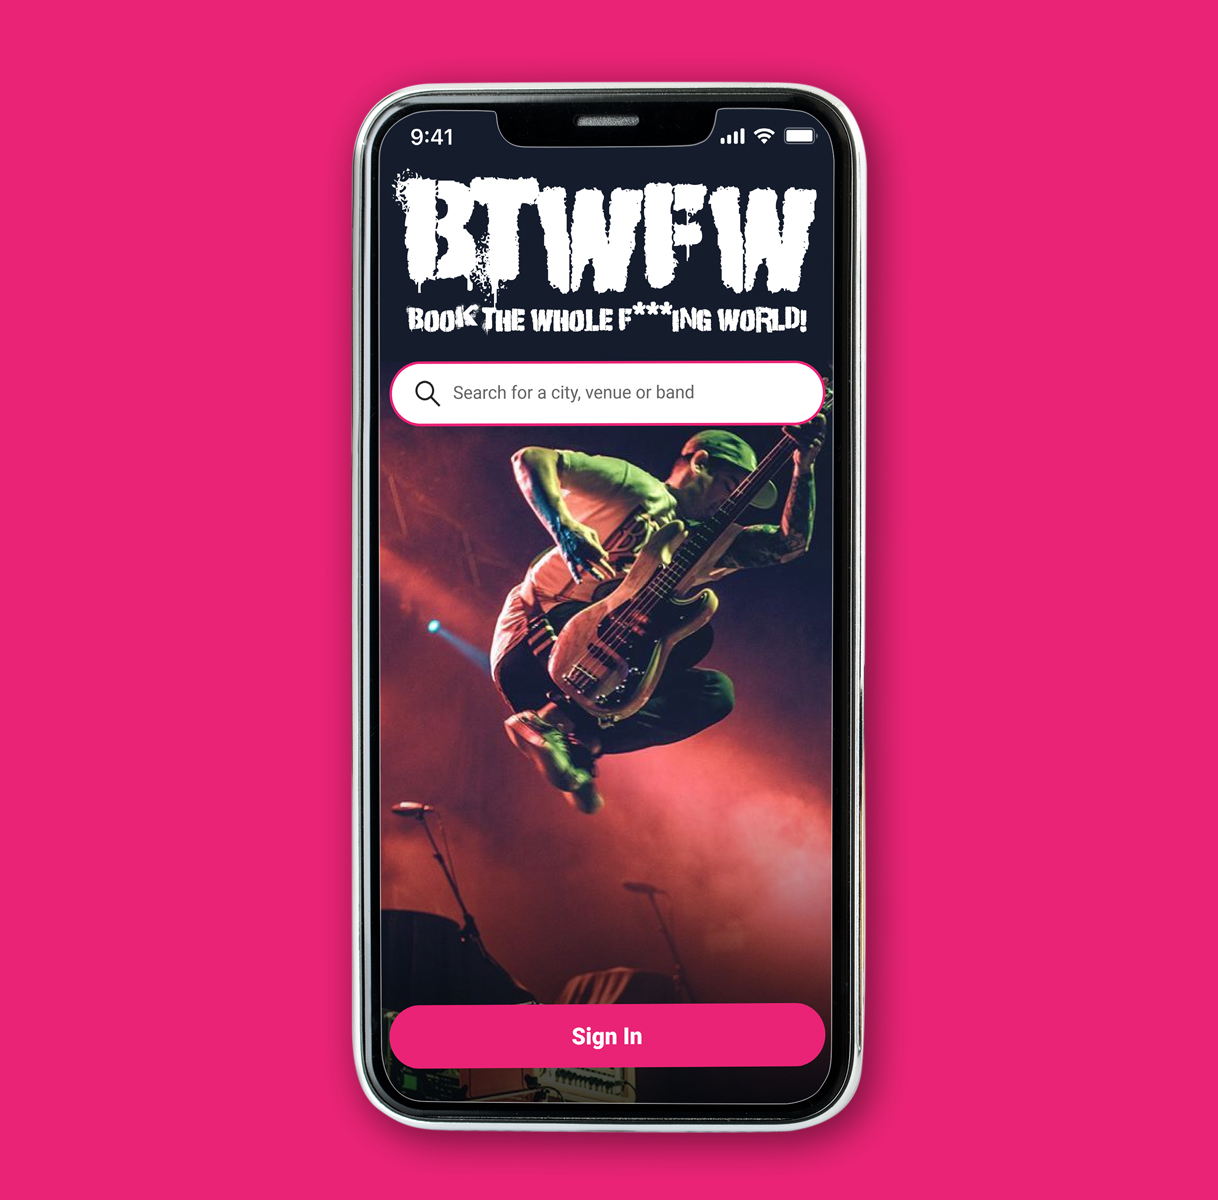 9:41
BTWFW
BOOK THE WHOLE F***ING WORLD!
Search for a city, venue or band
Sign In